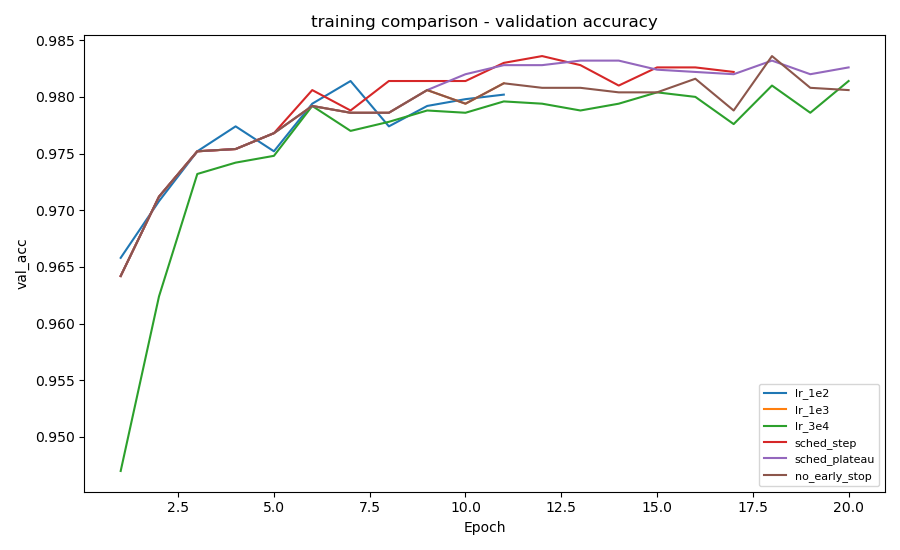 training comparison - validation accuracy
0.985
0.980
0.975
0.970
0.965
0.960
0.955
0.950
val_acc
2.5 5.0 7.5 10.0 12.5 15.0 17.5 20.0
Epoch
lr_1e2
lr_1e3
lr_3e4
sched_step
sched_plateau
no_early_stop